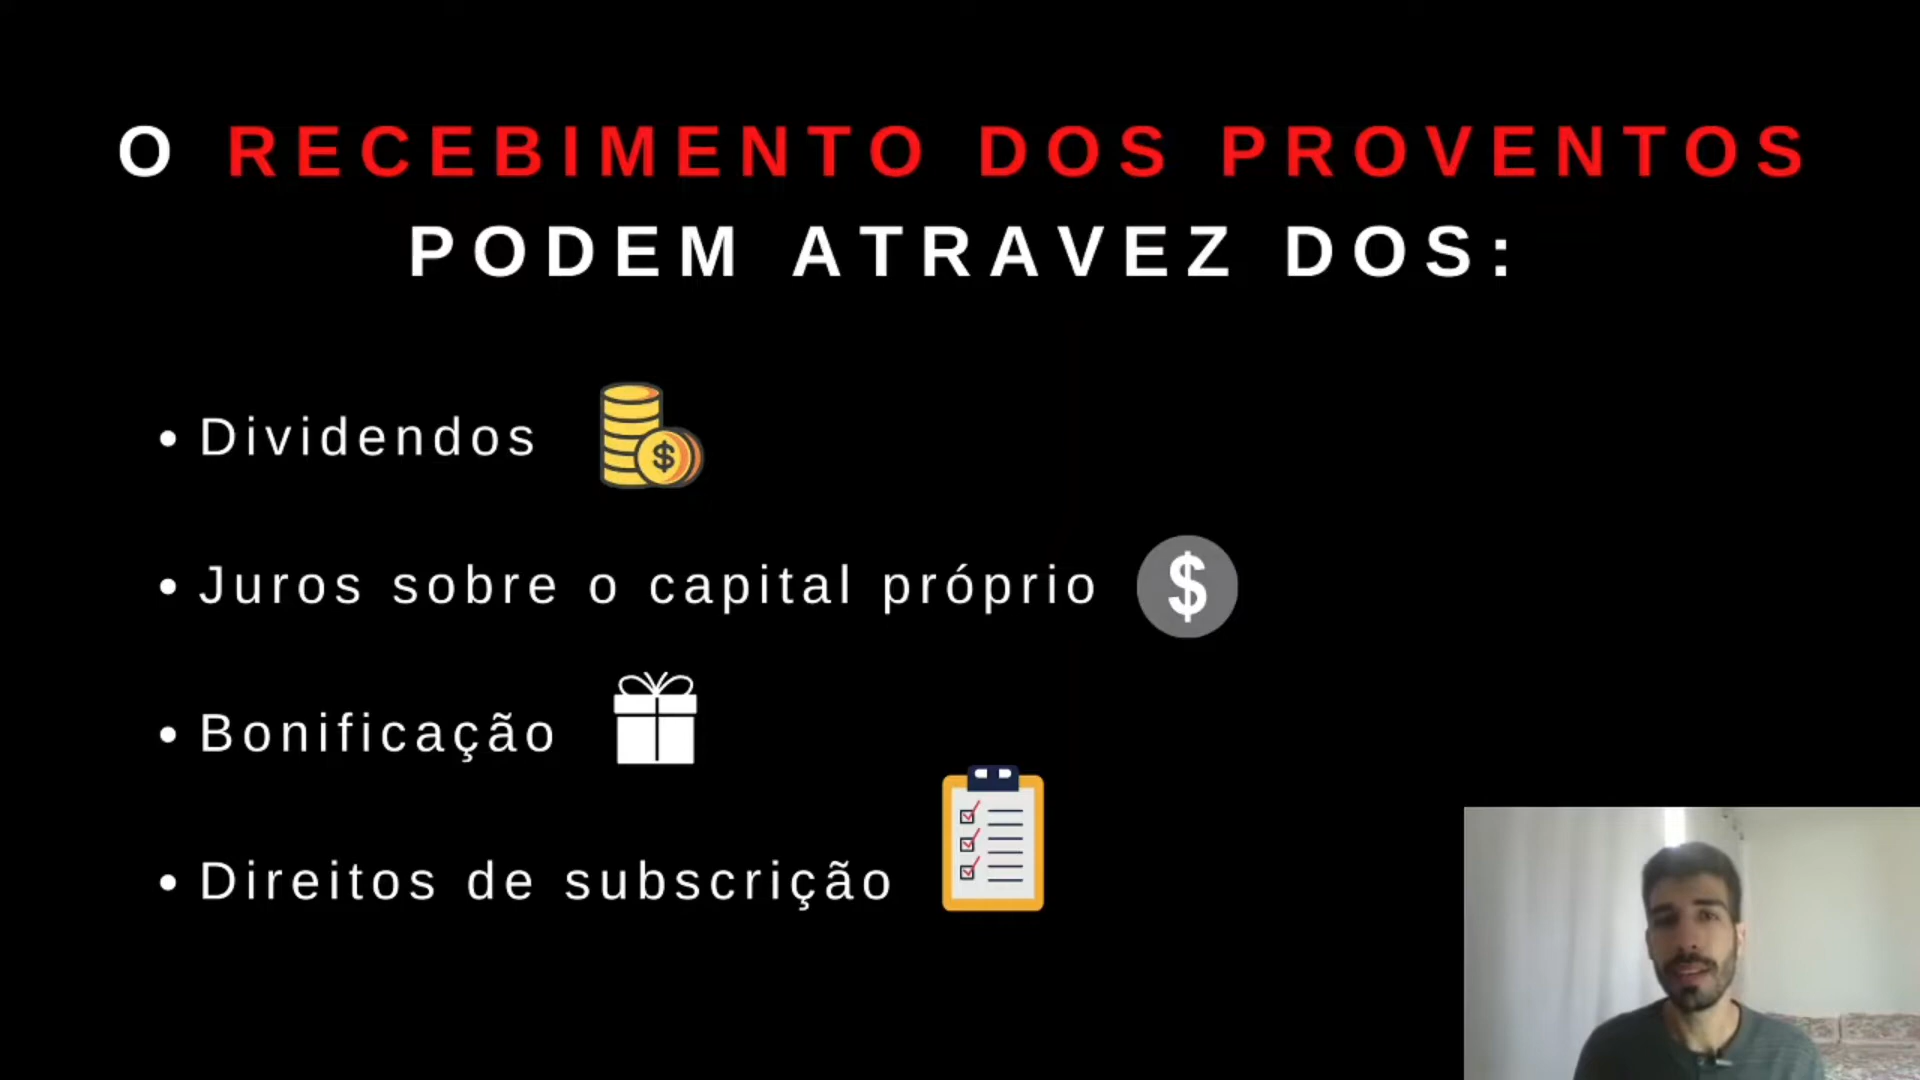 O RECEBIMENTO DOS PROVENTOS
PODEM ATRAVEZ DOS:
• Dividendos
• Juros sobre o capital próprio
• Bonificação
• Direitos de subscrição